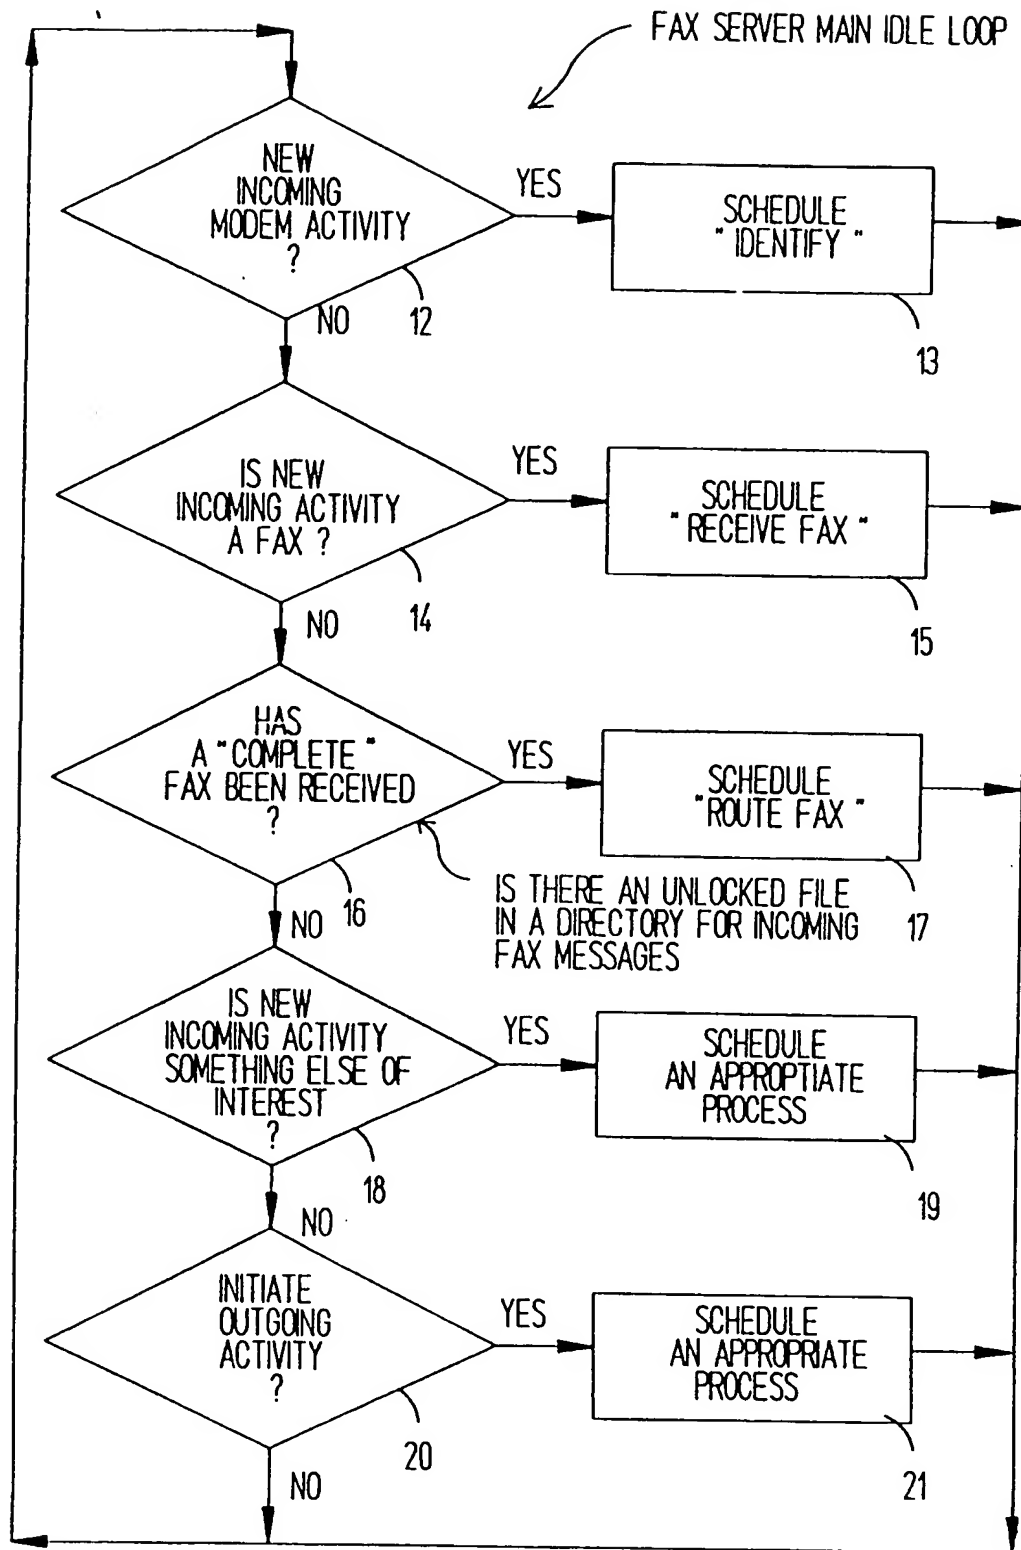 FAX SERVER MAIN IDLE LOOP
NEW
INCOMING
MODEM ACTIVITY
?
YES
SCHEDULE
"IDENTIFY"
NO
12
13
IS NEW
INCOMING ACTIVITY
A FAX ?
YES
SCHEDULE
"RECEIVE FAX"
NO
14
15
HAS
A "COMPLETE"
FAX BEEN RECEIVED
?
YES
SCHEDULE
"ROUTE FAX"
NO
16
IS THERE AN UNLOCKED FILE
IN A DIRECTORY FOR INCOMING
FAX MESSAGES
17
IS NEW
INCOMING ACTIVITY
SOMETHING ELSE OF
INTEREST
?
YES
SCHEDULE
AN APPROPTIATE
PROCESS
NO
18
19
INITIATE
OUTGOING
ACTIVITY
?
YES
SCHEDULE
AN APPROPRIATE
PROCESS
NO
20
21